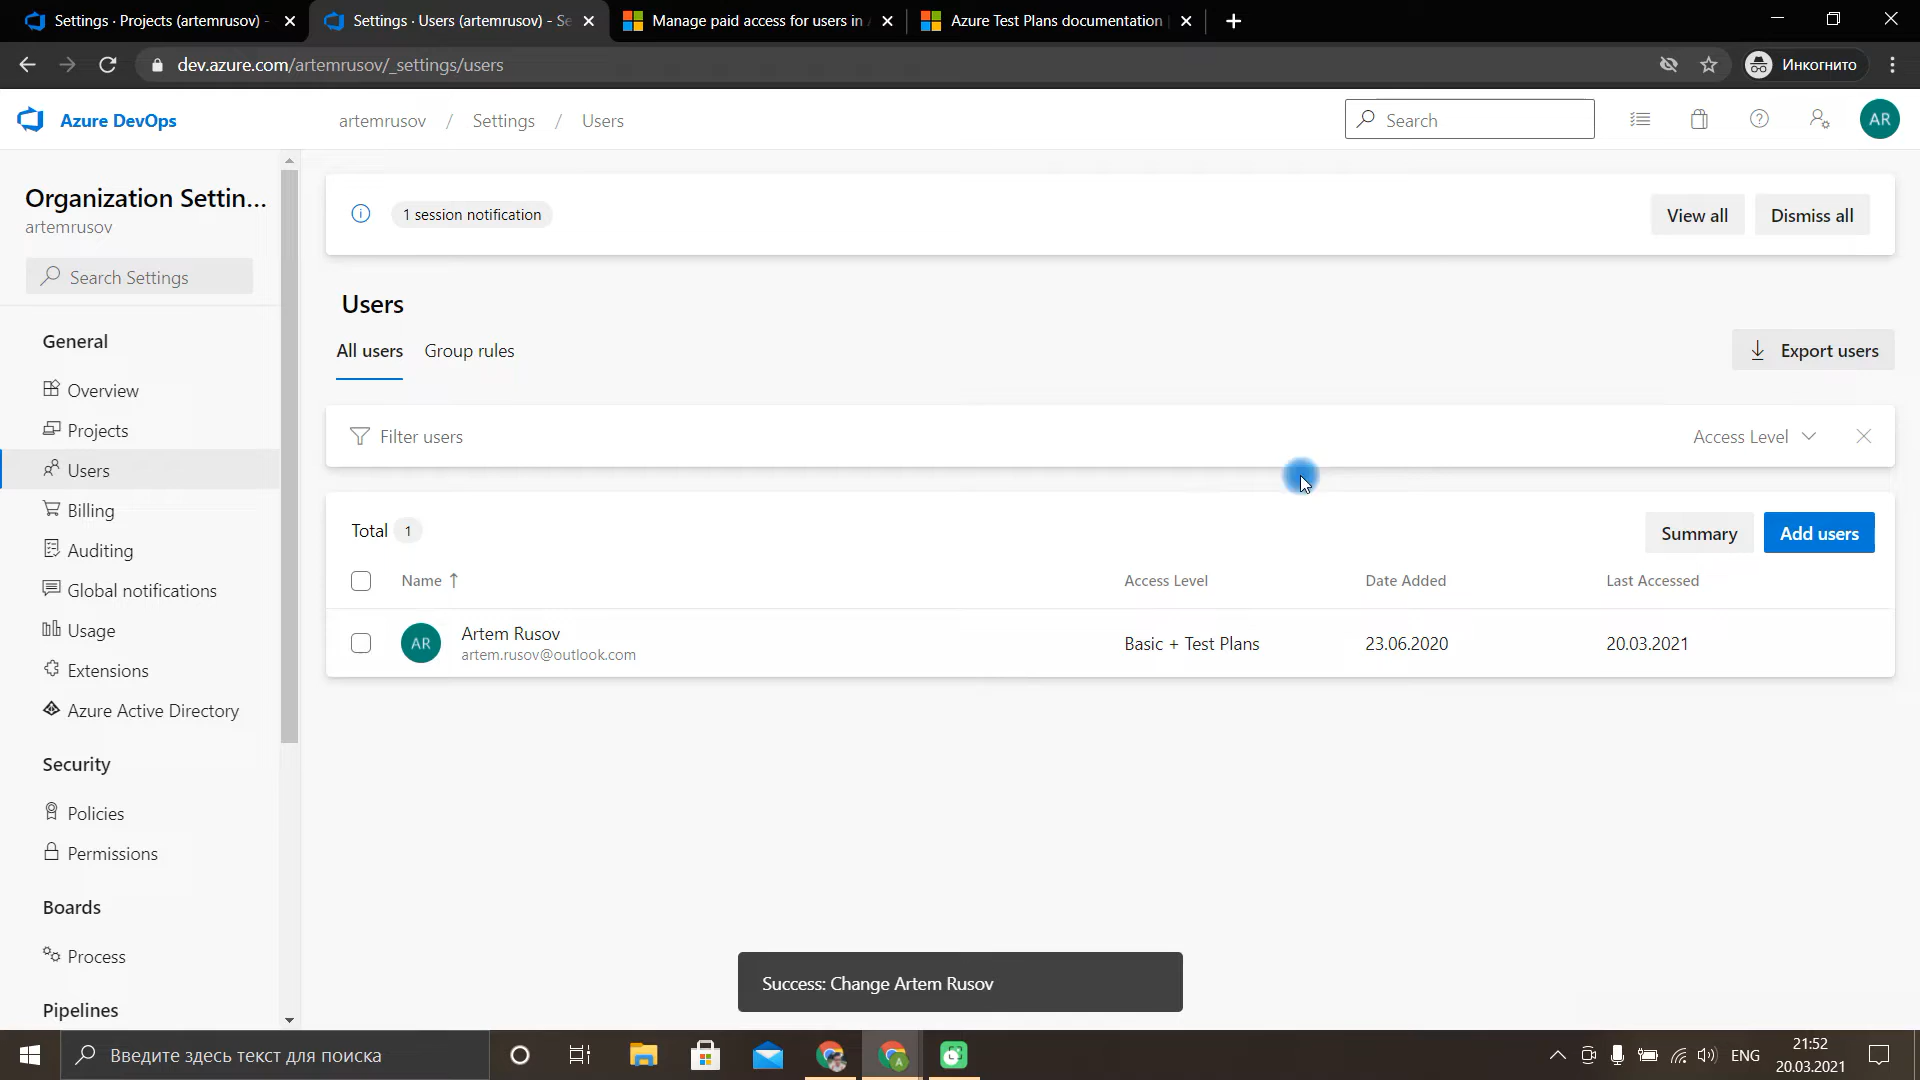 Settings · Projects (artemrusov) -
Settings · Users (artemrusov) - Se
Manage paid access for users in A
Azure Test Plans documentation |
dev.azure.com/artemrusov/_settings/users
Инкогнито
Azure DevOps
artemrusov / Settings / Users
Search
AR
Organization Settin...
artemrusov
Search Settings
General
Overview
Projects
Users
Billing
Auditing
Global notifications
Usage
Extensions
Azure Active Directory
Security
Policies
Permissions
Boards
Process
Pipelines
1 session notification
View all
Dismiss all
Users
All users
Group rules
Export users
Filter users
Access Level
Total 1
Summary
Add users
Name ↑
Access Level
Date Added
Last Accessed
AR
Artem Rusov
artem.rusov@outlook.com
Basic + Test Plans
23.06.2020
20.03.2021
Success: Change Artem Rusov
Введите здесь текст для поиска
ENG
21:52
20.03.2021